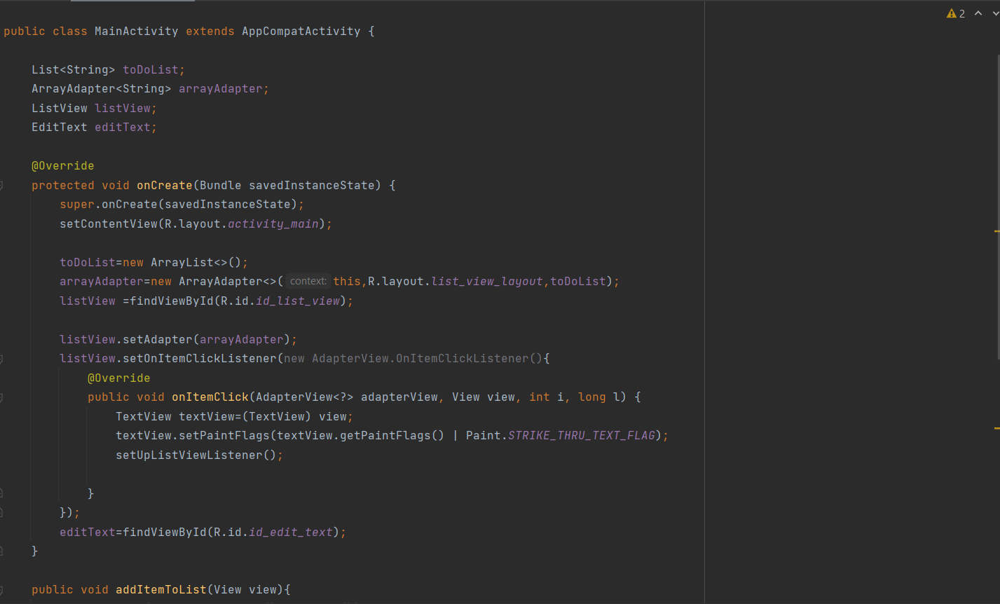 2
public class MainActivity extends AppCompatActivity {
List<String> toDoList;
ArrayAdapter<String> arrayAdapter;
ListView listView;
EditText editText;
@Override
protected void onCreate(Bundle savedInstanceState) {
super.onCreate(savedInstanceState);
setContentView(R.layout.activity_main);
toDoList=new ArrayList<>();
arrayAdapter=new ArrayAdapter<>( context: this,R.layout.list_view_layout,toDoList);
listView =findViewById(R.id.id_list_view);
listView.setAdapter(arrayAdapter);
listView.setOnItemClickListener(new AdapterView.OnItemClickListener(){
@Override
public void onItemClick(AdapterView<?> adapterView, View view, int i, long l) {
TextView textView=(TextView) view;
textView.setPaintFlags(textView.getPaintFlags() | Paint.STRIKE_THRU_TEXT_FLAG);
setUpListViewListener();
}
});
editText=findViewById(R.id.id_edit_text);
}
public void addItemToList(View view){